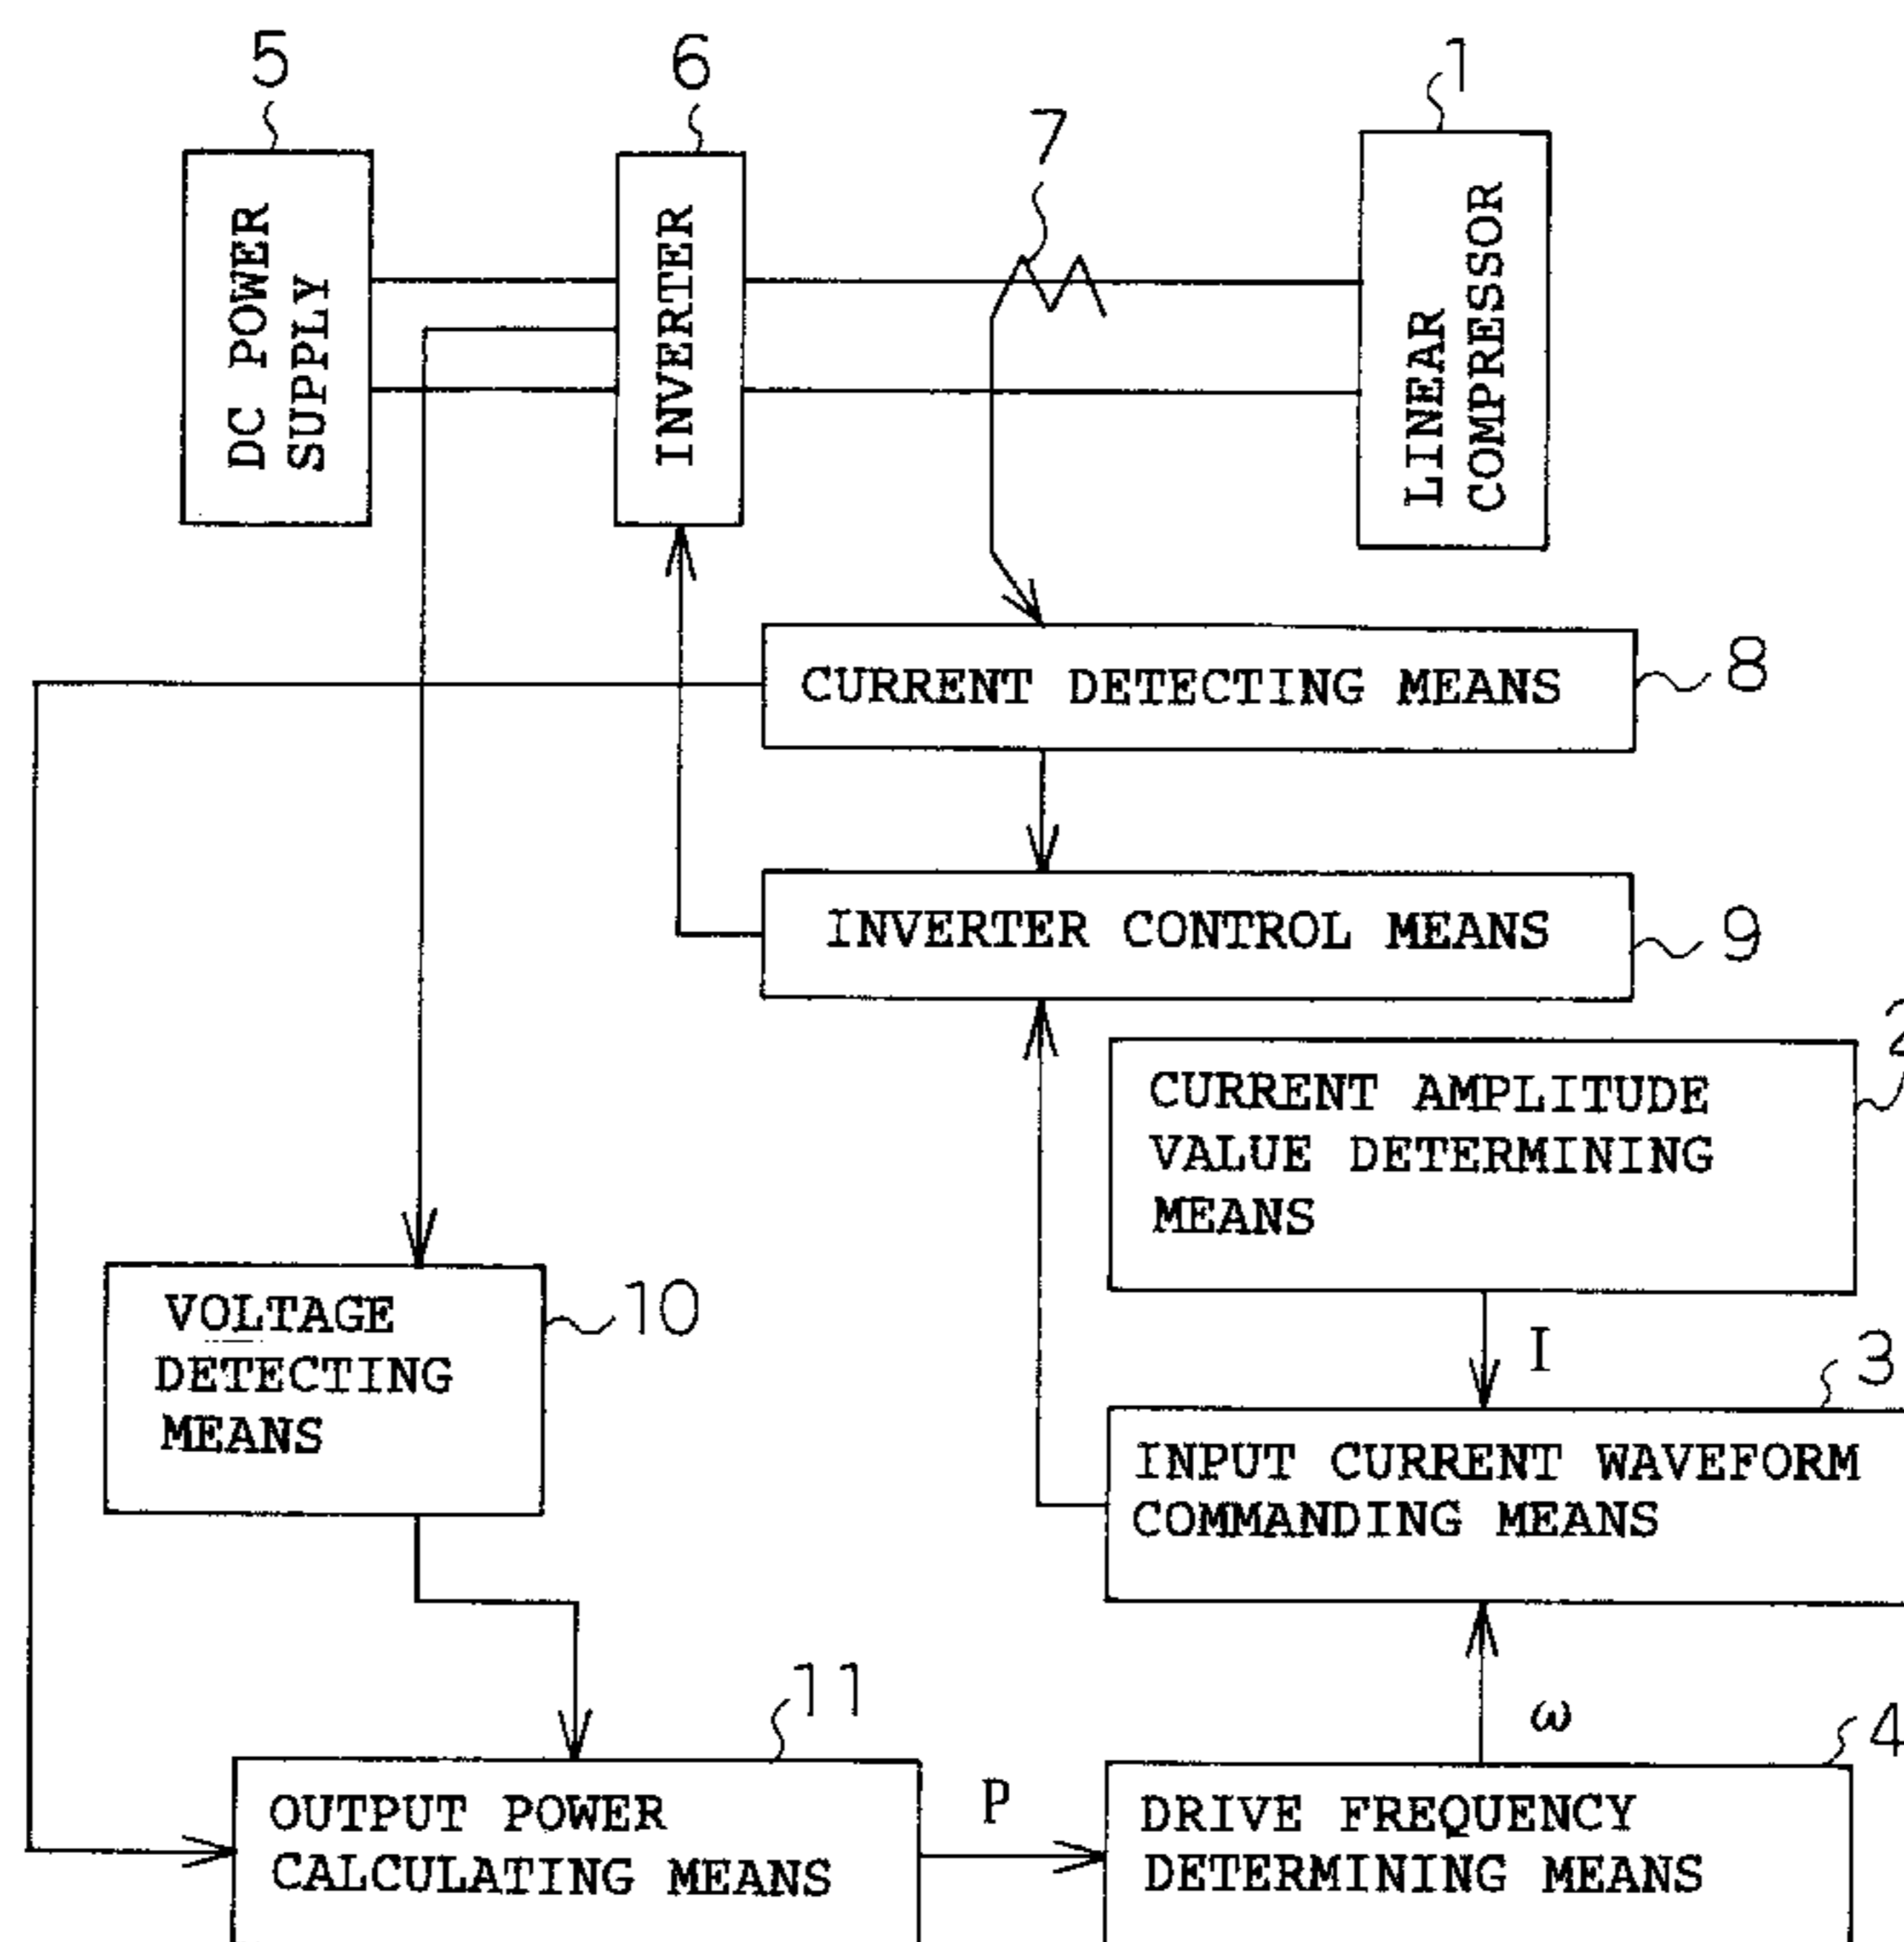 5
6
7
1
DC POWER
SUPPLY
INVERTER
LINEAR
COMPRESSOR
CURRENT DETECTING MEANS
8
INVERTER CONTROL MEANS
9
2
CURRENT AMPLITUDE
VALUE DETERMINING
MEANS
VOLTAGE
DETECTING
MEANS
10
I
3
INPUT CURRENT WAVEFORM
COMMANDING MEANS
11
ω
4
OUTPUT POWER
CALCULATING MEANS
P
DRIVE FREQUENCY
DETERMINING MEANS